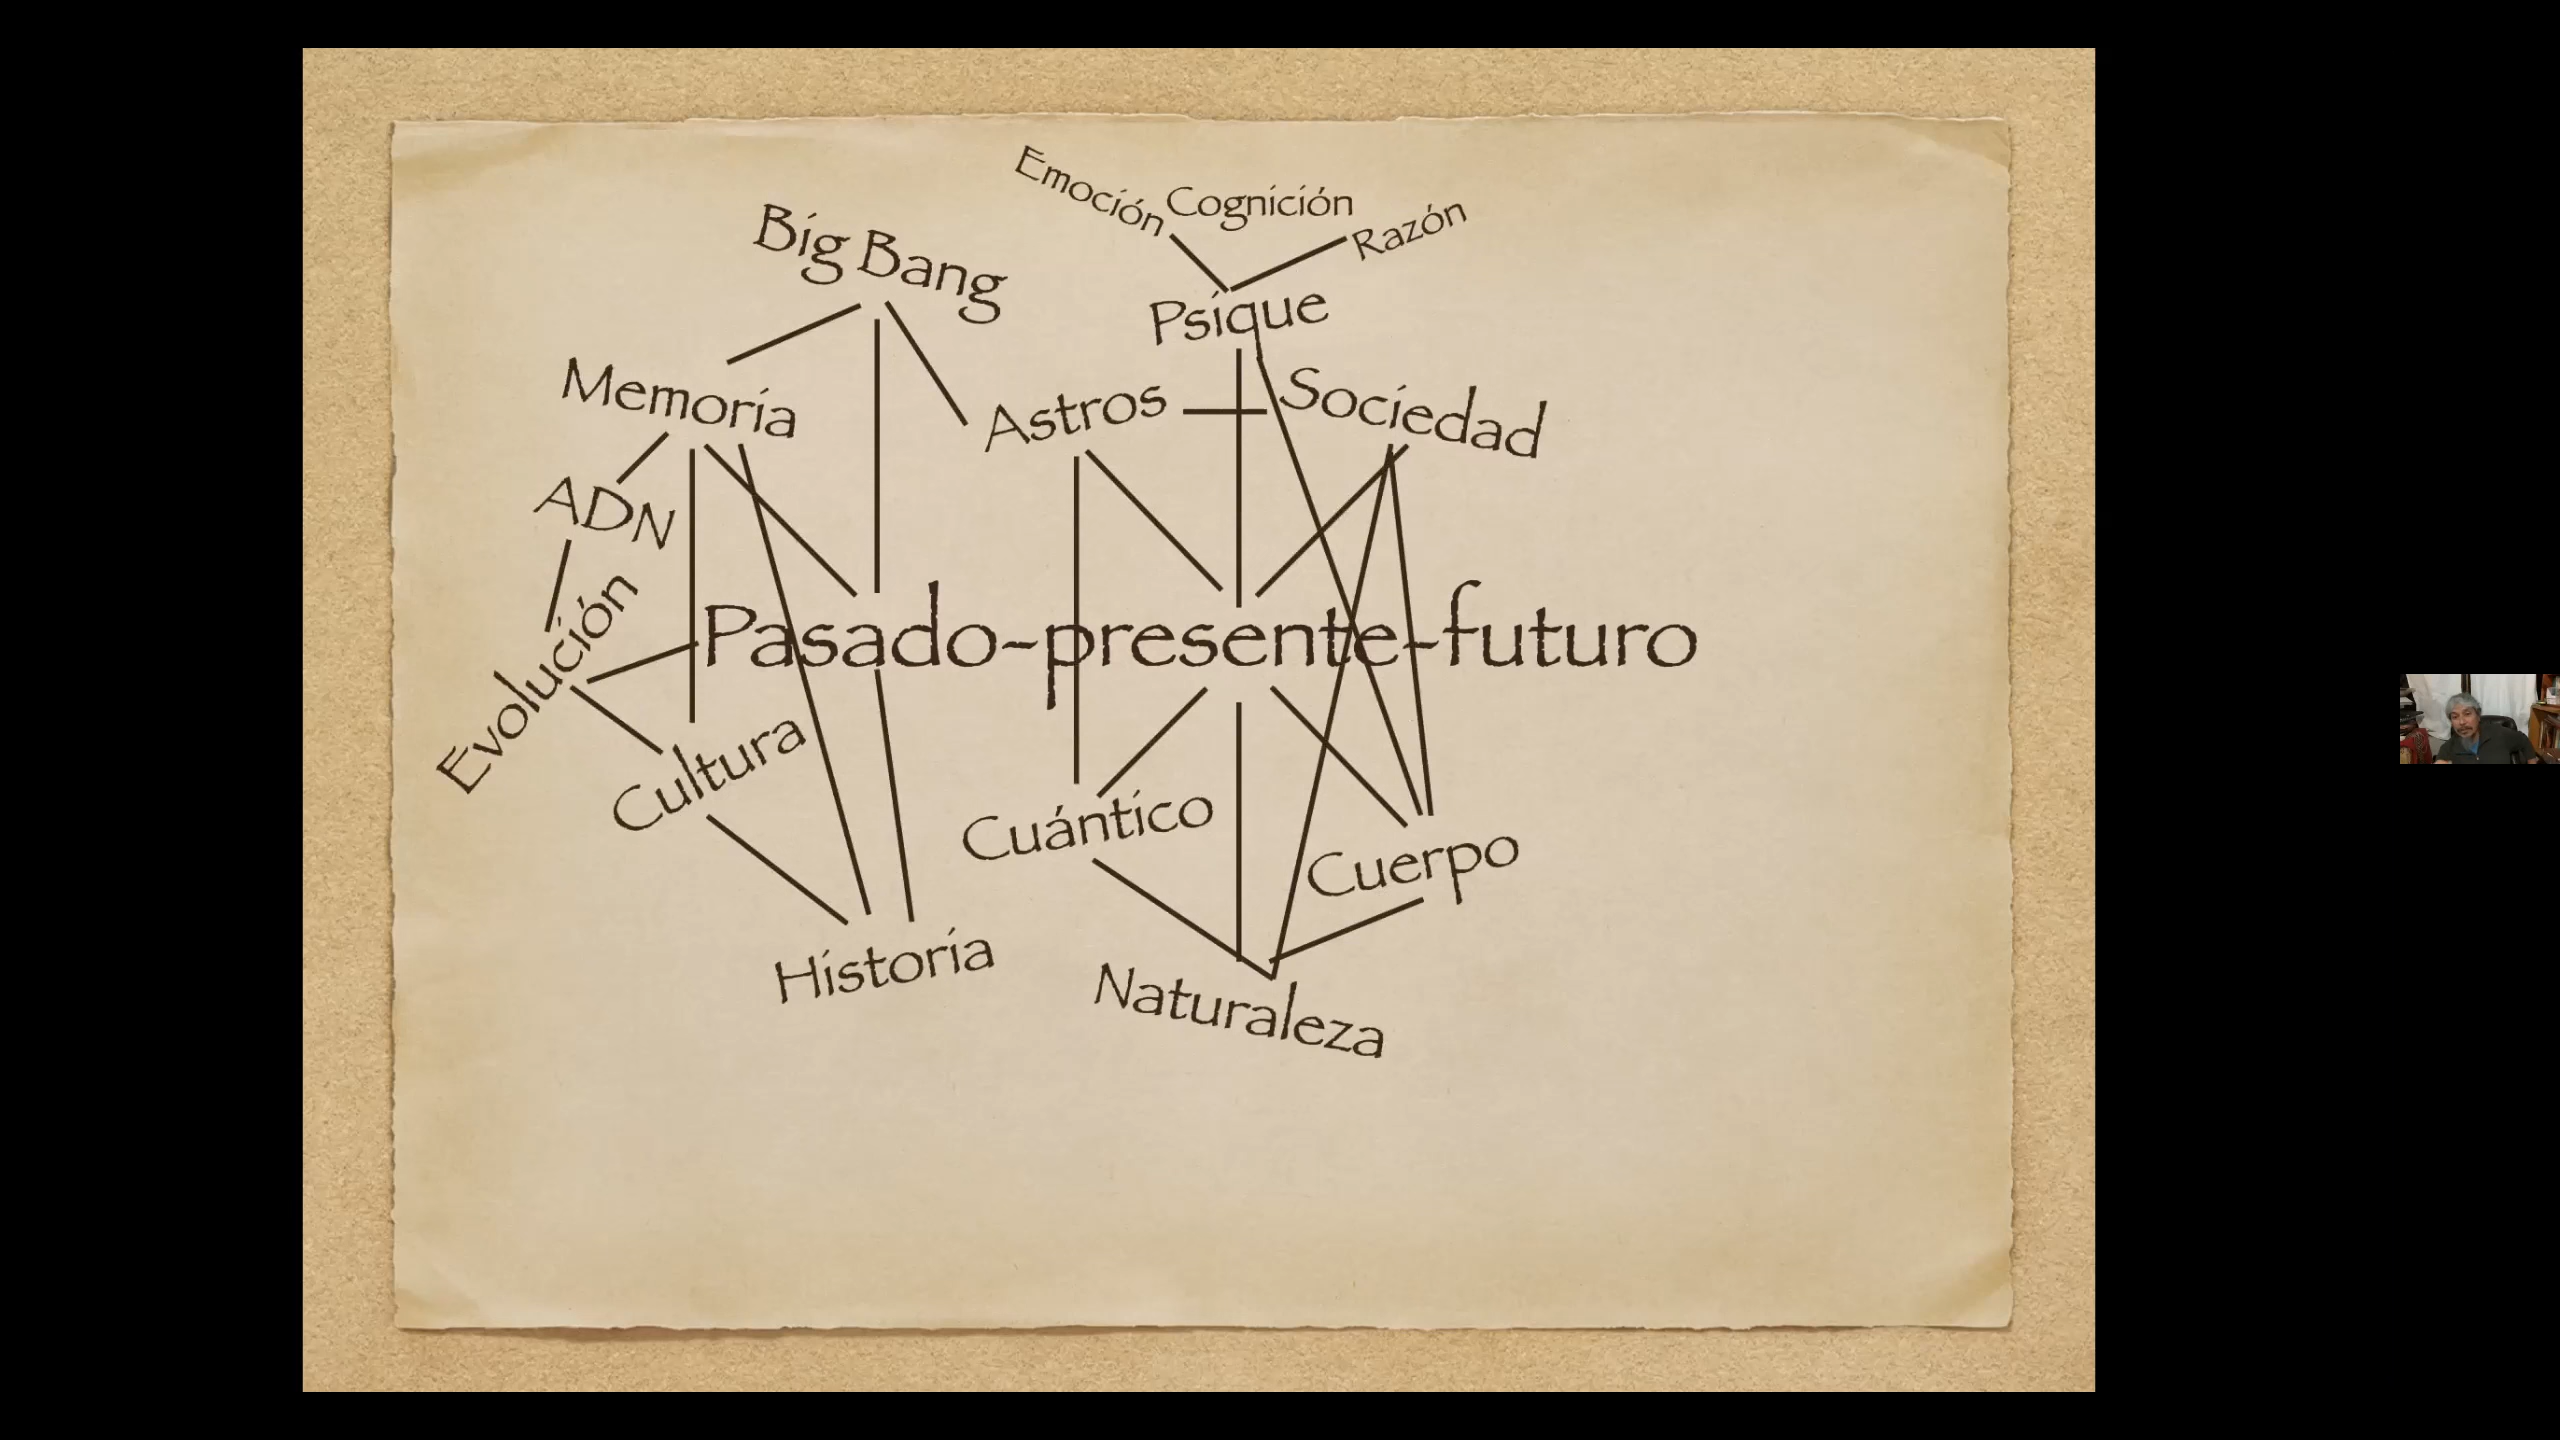 Emoción
Cognición
Razón
Big Bang
Psique
Memoria
Astros
Sociedad
ADN
Evolución
Pasado-presente-futuro
Cultura
Cuántico
Cuerpo
Historia
Naturaleza